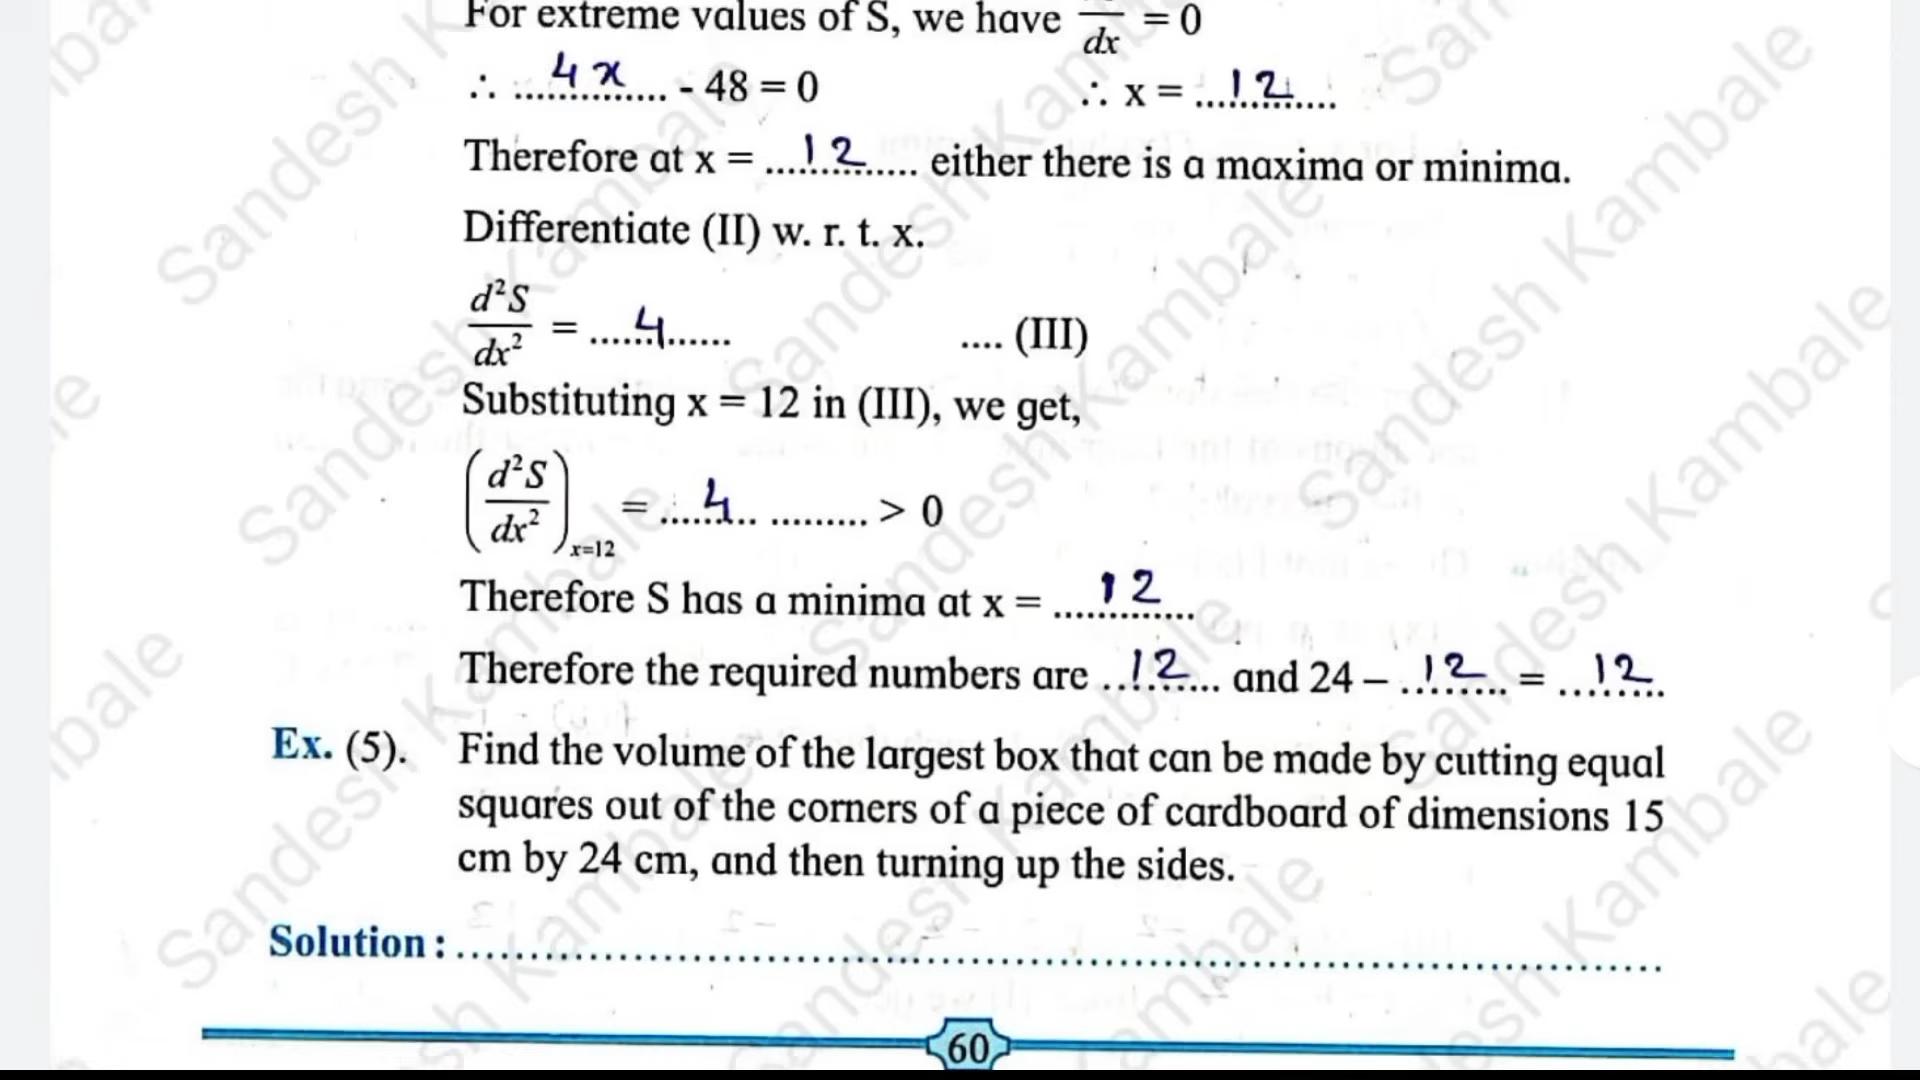 For extreme values of S, we have /dx = 0
∴ ....4x.... - 48 = 0 ∴ x = ....12....
Therefore at x = ....12.... either there is a maxima or minima.
Differentiate (II) w. r. t. x.
d²S/dx² = ....4.... .... (III)
Substituting x = 12 in (III), we get,
(d²S/dx²)x=12 = ....4.... ......... > 0
Therefore S has a minima at x = ....12....
Therefore the required numbers are ..12.... and 24 – ..12.... = ..12....
Ex. (5). Find the volume of the largest box that can be made by cutting equal
squares out of the corners of a piece of cardboard of dimensions 15
cm by 24 cm, and then turning up the sides.
Solution : ....................
60
Sandesh Kambale